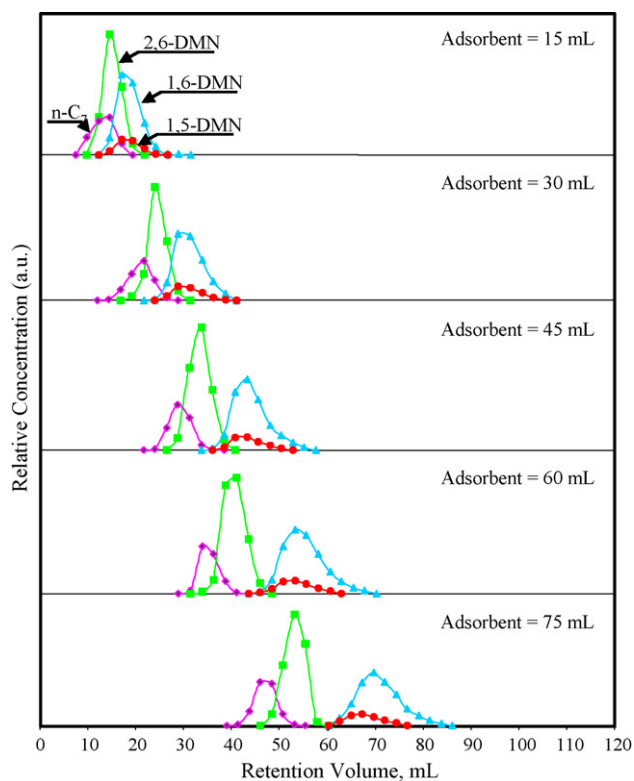 Adsorbent = 15 mL
2,6-DMN
1,6-DMN
n-C7
1,5-DMN
Adsorbent = 30 mL
Adsorbent = 45 mL
Adsorbent = 60 mL
Adsorbent = 75 mL
Relative Concentration (a.u.)
0 10 20 30 40 50 60 70 80 90 100 110 120
Retention Volume, mL